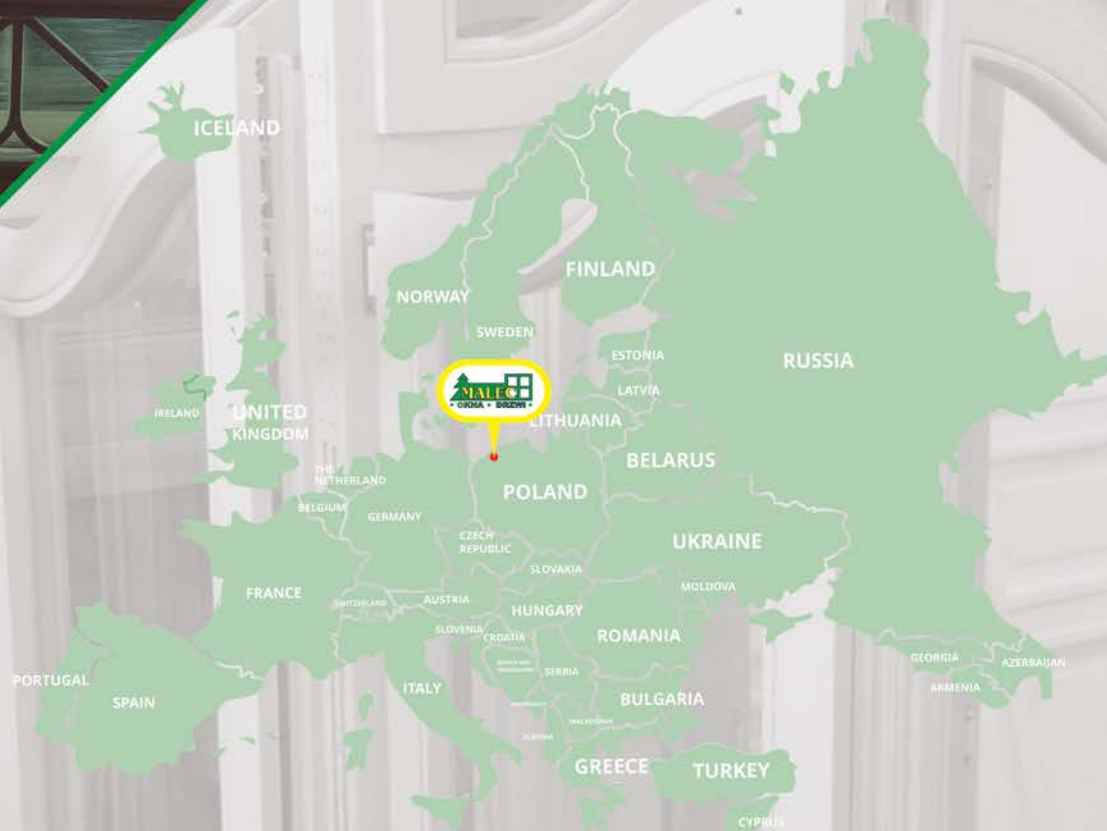 ICELAND
FINLAND
NORWAY
SWEDEN
ESTONIA
RUSSIA
LATVIA
MALEC
• OKNA • DRZWI •
IRELAND
UNITED
KINGDOM
LITHUANIA
BELARUS
THE
NETHERLAND
POLAND
BELGIUM
GERMANY
CZECH
REPUBLIC
UKRAINE
SLOVAKIA
MOLDOVA
FRANCE
SWITZERLAND
AUSTRIA
HUNGARY
SLOVENIA
CROATIA
ROMANIA
GEORGIA
AZERBAIJAN
SERBIA
PORTUGAL
ITALY
ARMENIA
SPAIN
BULGARIA
MACEDONIA
ALBANIA
GREECE
TURKEY
CYPRUS